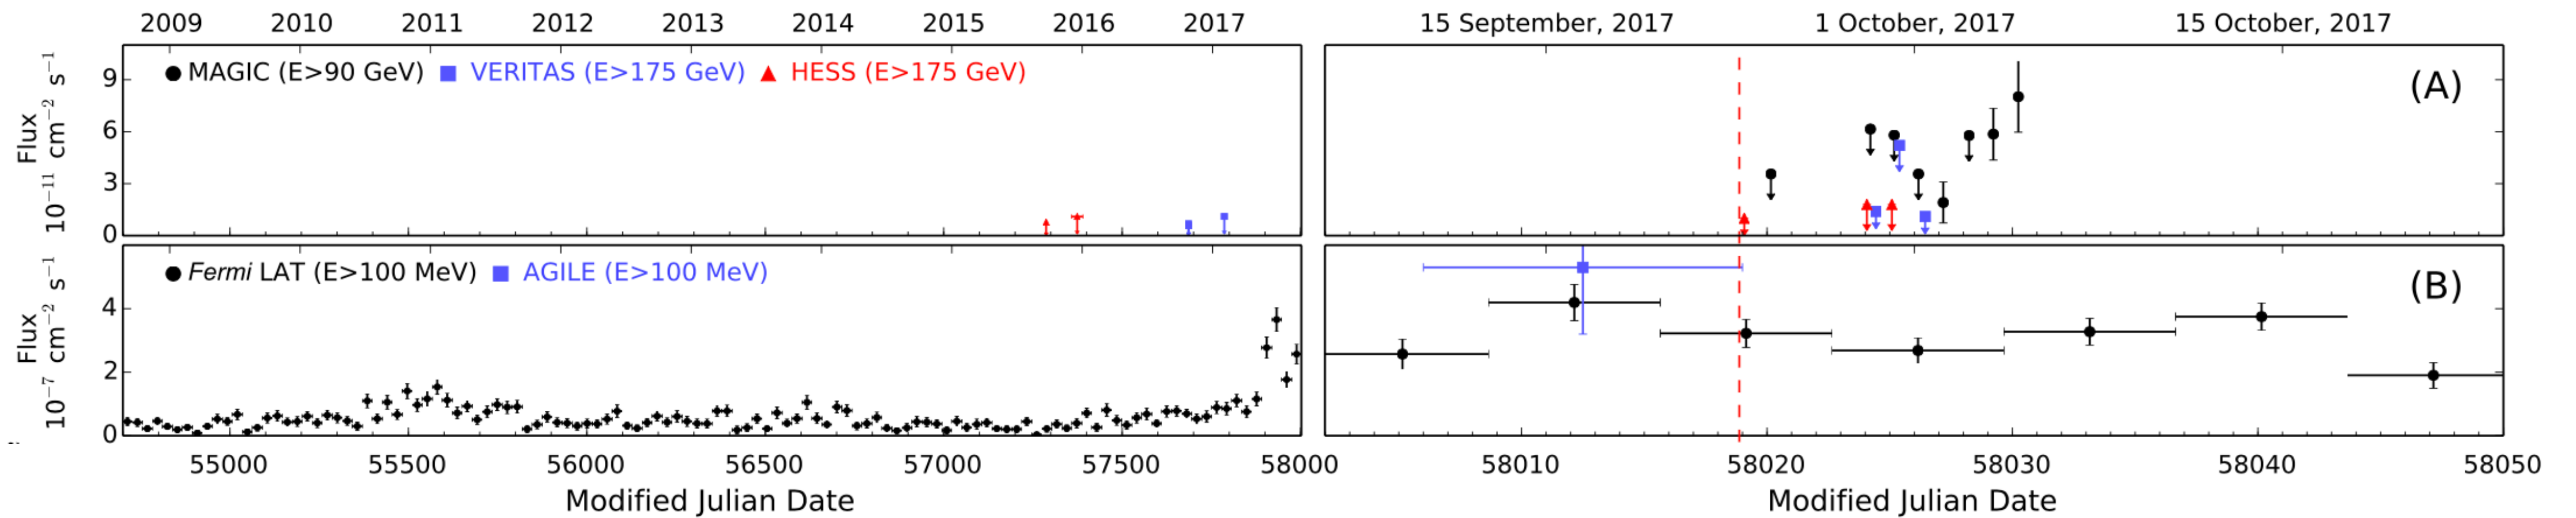 2009 2010 2011 2012 2013 2014 2015 2016 2017 15 September, 2017 1 October, 2017 15 October, 2017
Flux
10⁻¹¹ cm⁻² s⁻¹
9
6
3
0
MAGIC (E>90 GeV) VERITAS (E>175 GeV) HESS (E>175 GeV)
(A)
Flux
10⁻⁷ cm⁻² s⁻¹
4
2
0
Fermi LAT (E>100 MeV) AGILE (E>100 MeV)
(B)
55000 55500 56000 56500 57000 57500 58000 58010 58020 58030 58040 58050
Modified Julian Date Modified Julian Date